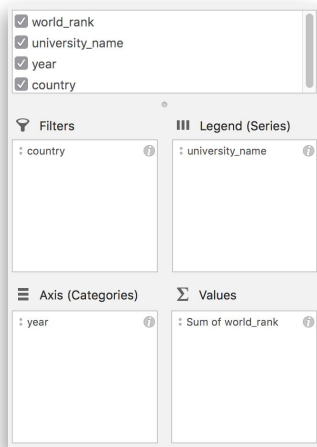 world_rank
university_name
year
country
Filters
Legend (Series)
country
university_name
Axis (Categories)
Values
year
Sum of world_rank